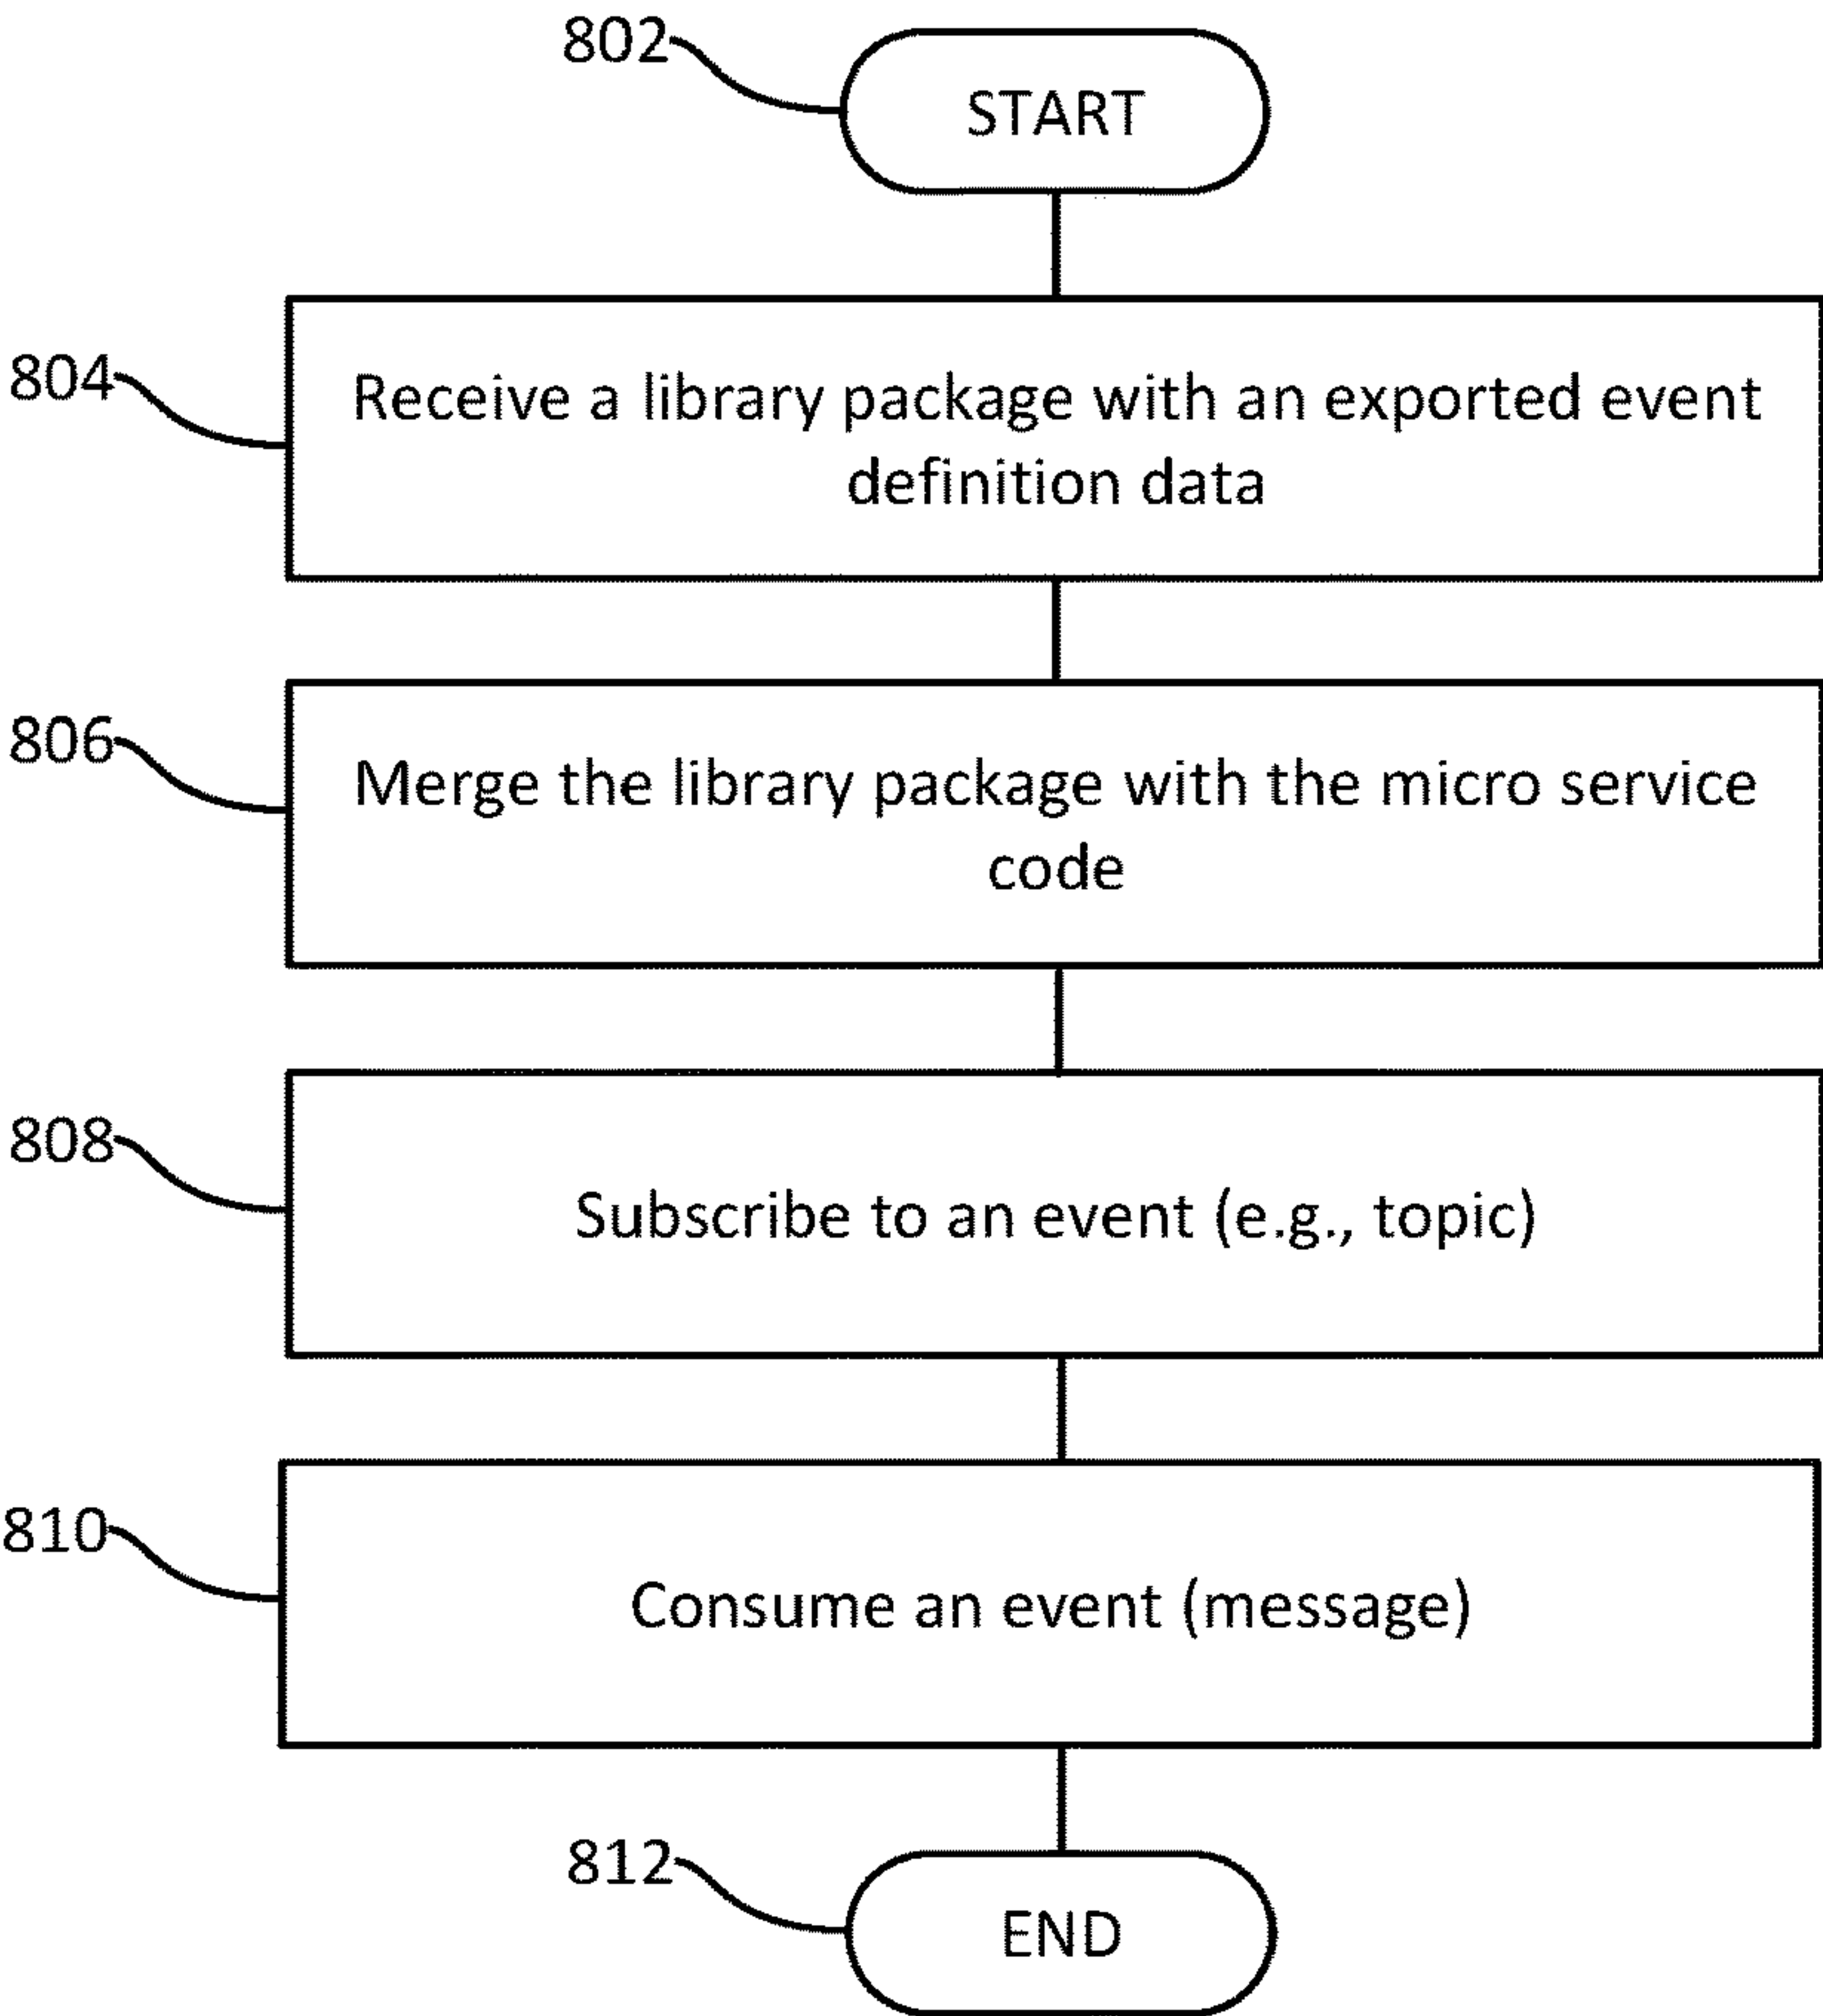 802
START
804
Receive a library package with an exported event
definition data
806
Merge the library package with the micro service
code
808
Subscribe to an event (e.g., topic)
810
Consume an event (message)
812
END